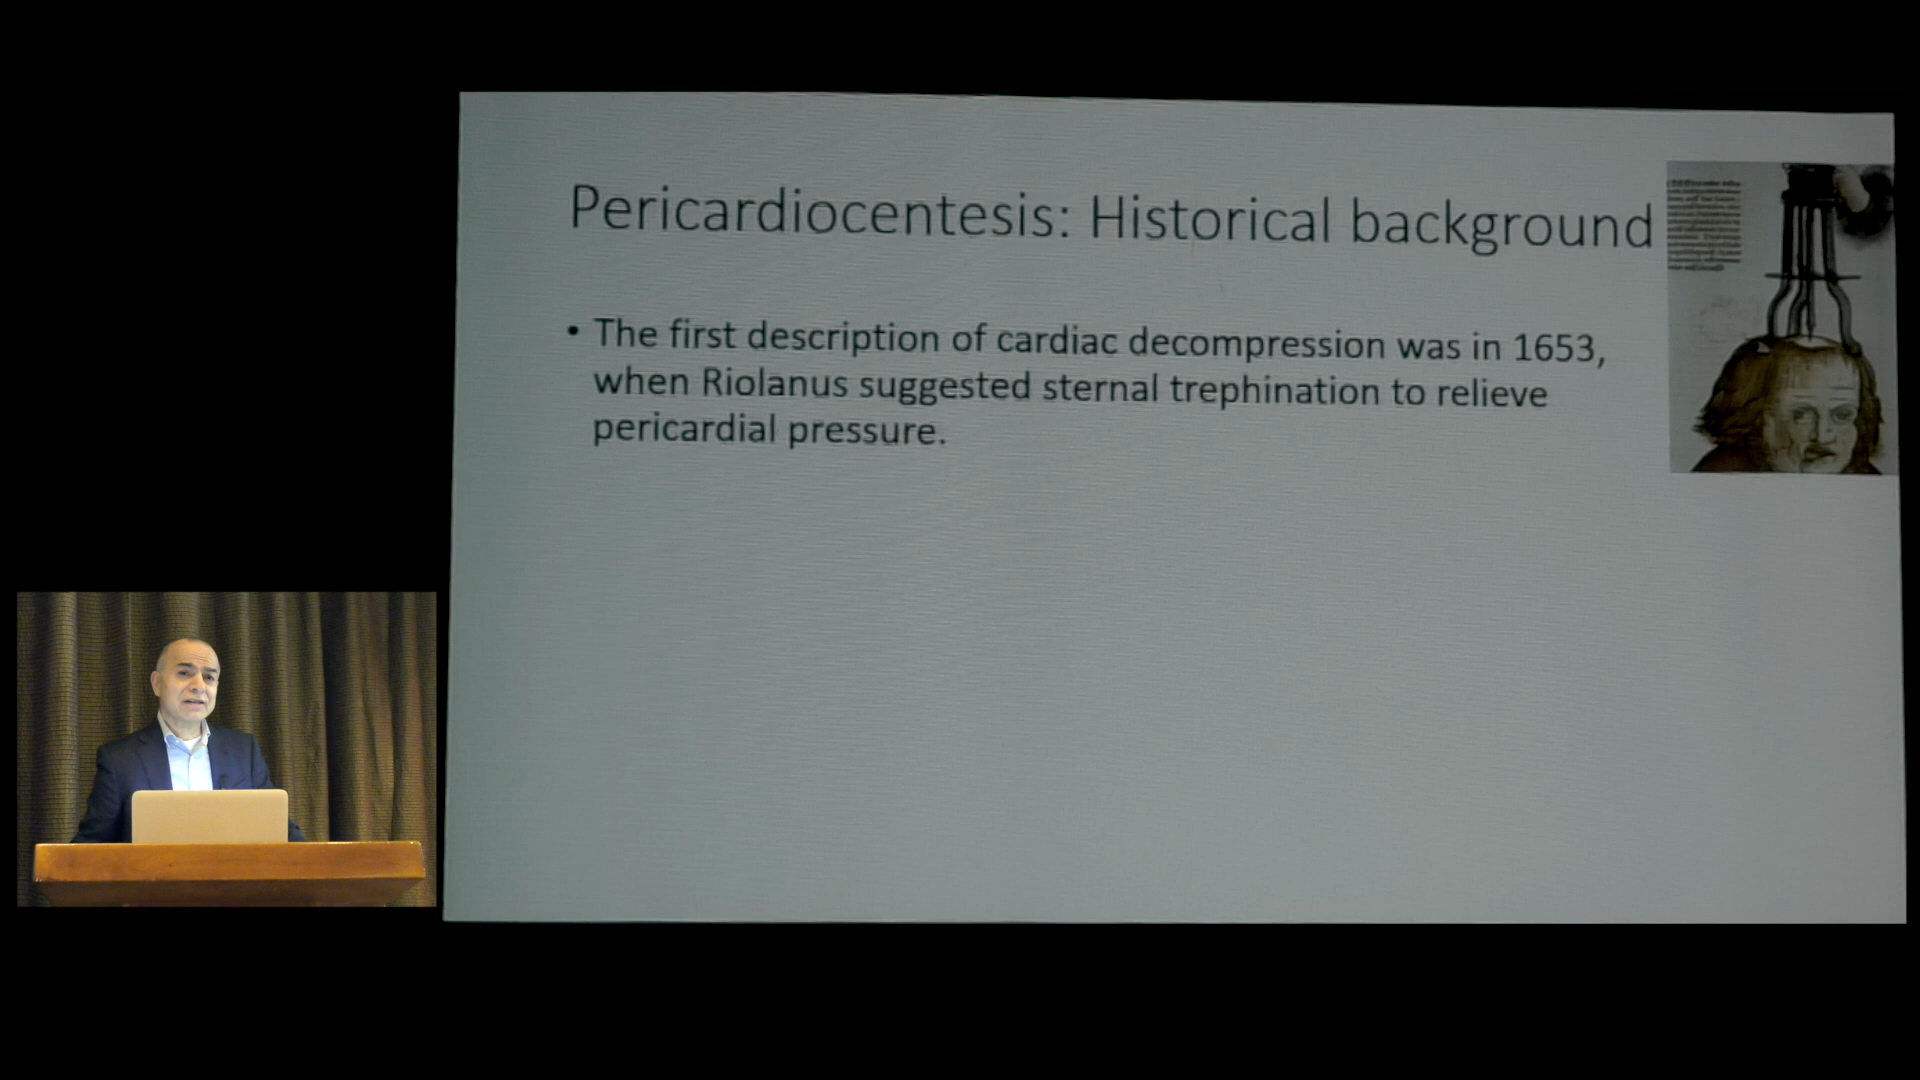 Pericardiocentesis: Historical background
• The first description of cardiac decompression was in 1653,
when Riolanus suggested sternal trephination to relieve
pericardial pressure.